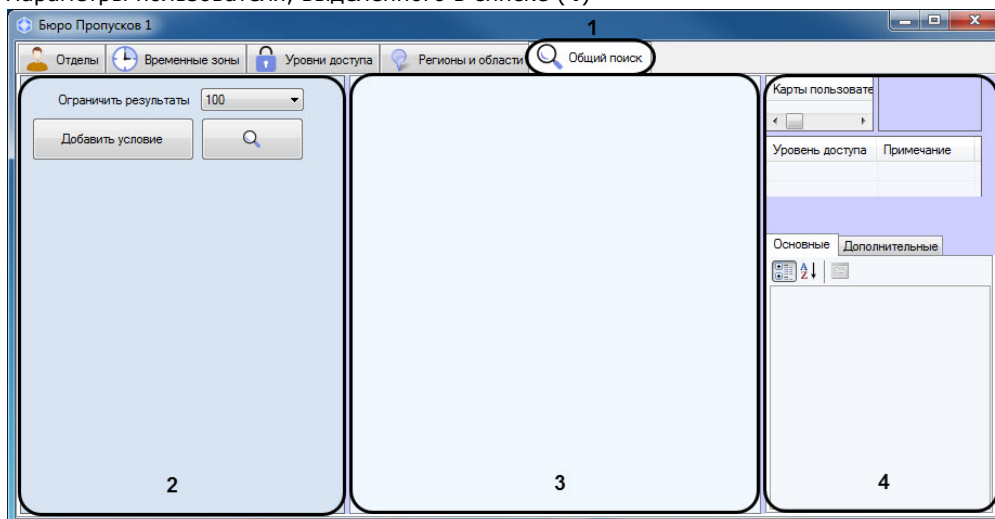 Параметры пользователя, выделенного в списке (4)
Бюро Пропусков 1
1
Отделы Временные зоны Уровни доступа Регионы и области Общий поиск
Ограничить результаты 100
Добавить условие
Карты пользовате
Уровень доступа Примечание
Основные Дополнительные
2
3
4